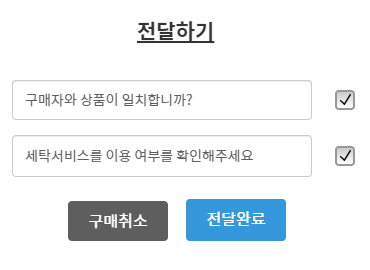 전달하기
구매자와 상품이 일치합니까?
세탁서비스를 이용 여부를 확인해주세요
구매취소
전달완료